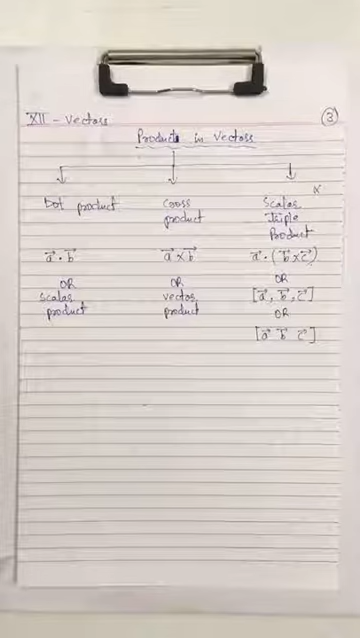 XII - Vectors
3
Products in Vectors
Dot product
a⃗ · b⃗
OR
Scalar
product
Cross
product
a⃗ × b⃗
OR
vector
product
Scalar
Triple
Product
a⃗ · (b⃗ × c⃗)
OR
[a⃗, b⃗, c⃗]
OR
[a⃗ b⃗ c⃗]